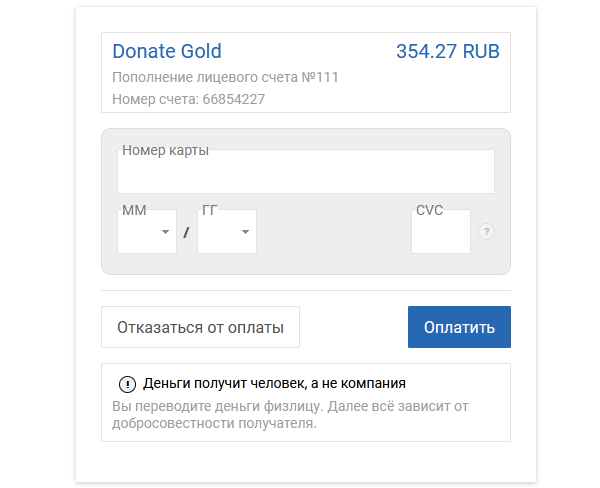 Donate Gold 354.27 RUB
Пополнение лицевого счета №111
Номер счета: 66854227
Номер карты
ММ / ГГ CVC ?
Отказаться от оплаты Оплатить
! Деньги получит человек, а не компания
Вы переводите деньги физлицу. Далее всё зависит от
добросовестности получателя.